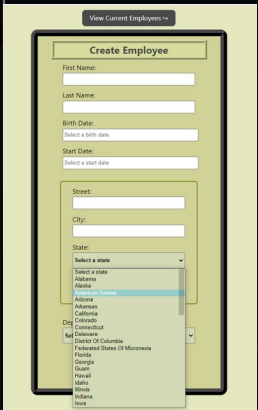 View Current Employees ↪
Create Employee
First Name:
Last Name:
Birth Date:
Select a birth date
Start Date:
Select a start date
Street:
City:
State:
Select a state
Select a state
Alabama
Alaska
American Samoa
Arizona
Arkansas
California
Colorado
Connecticut
Delaware
District Of Columbia
Federated States Of Micronesia
Florida
Georgia
Guam
Hawaii
Idaho
Illinois
Indiana
Iowa